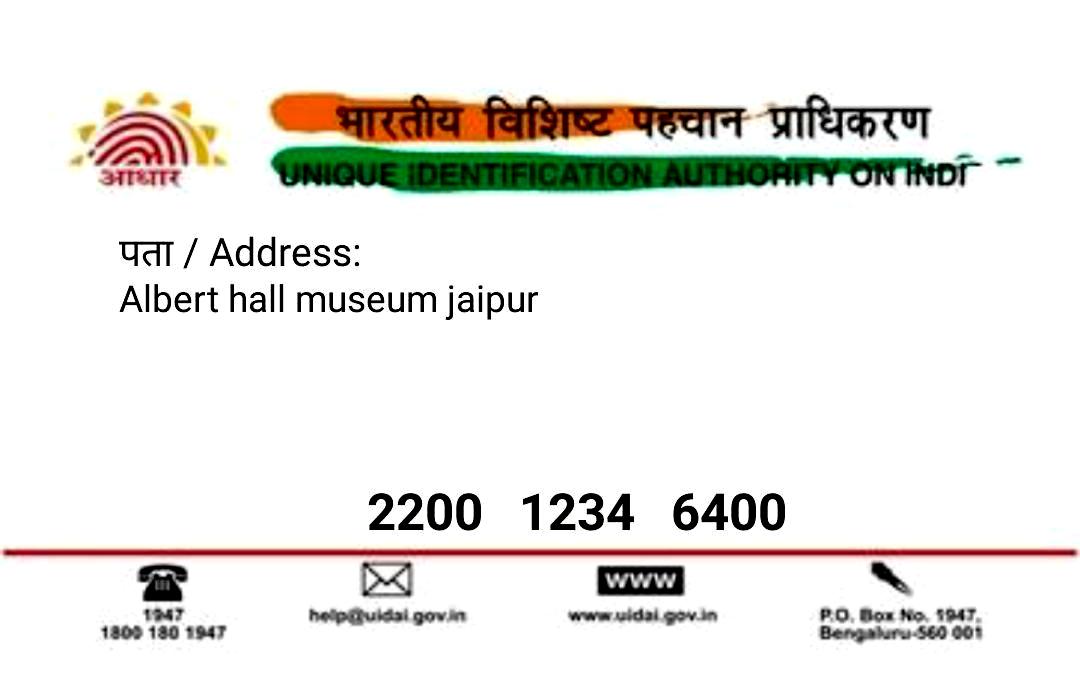 भारतीय विशिष्ट पहचान प्राधिकरण
आधार
UNIQUE IDENTIFICATION AUTHORITY ON INDI
पता / Address:
Albert hall museum jaipur
2200 1234 6400
WWW
1947
1800 180 1947
help@uidai.gov.in
www.uidai.gov.in
P.O. Box No. 1947,
Bengaluru-560 001